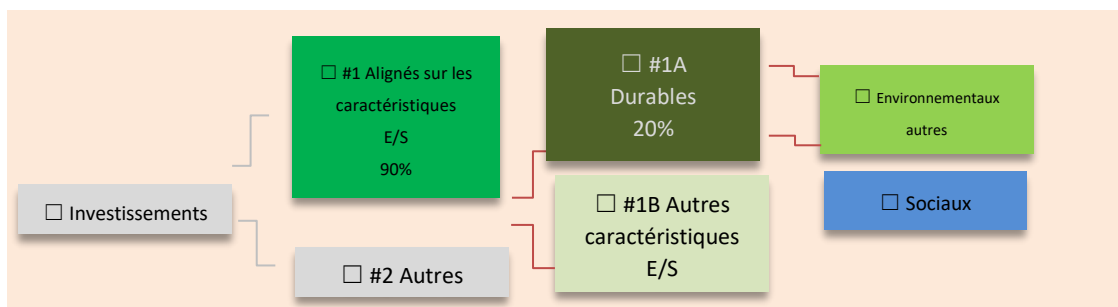 ☐ Investissements
☐ #1 Alignés sur les
caractéristiques
E/S
90%
☐ #2 Autres
☐ #1A
Durables
20%
☐ #1B Autres
caractéristiques
E/S
☐ Environnementaux
autres
☐ Sociaux